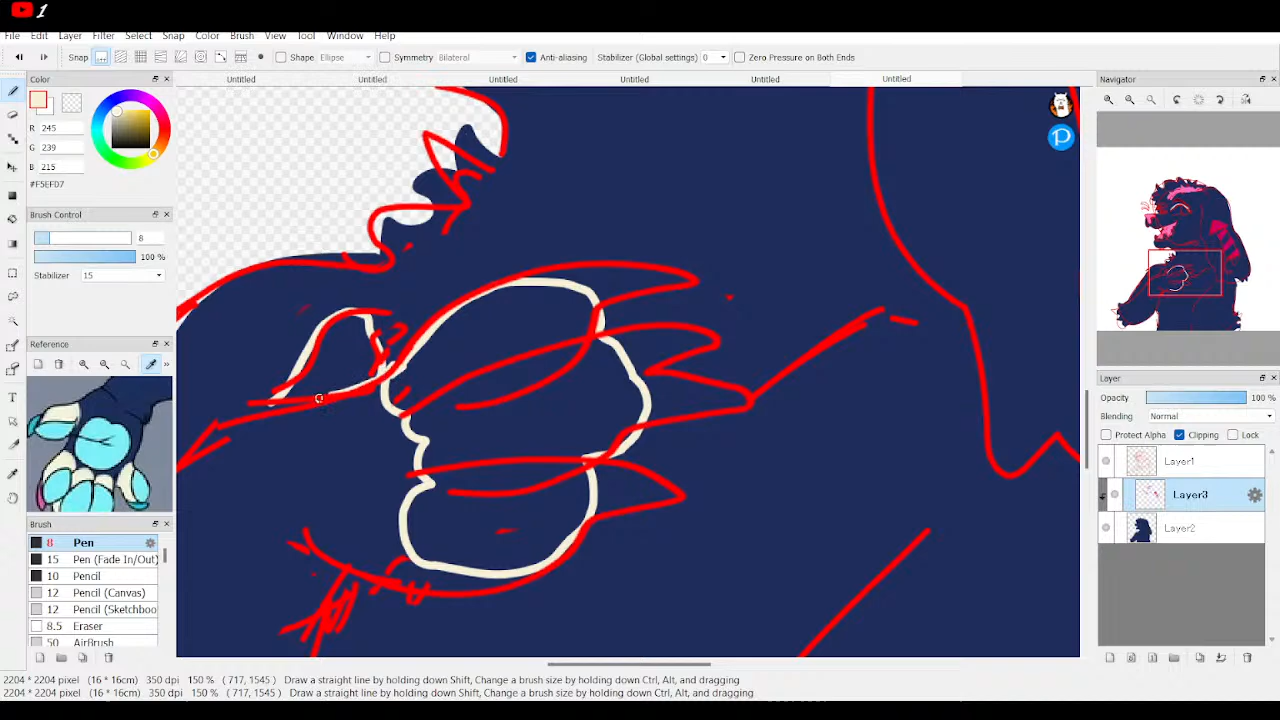 1
File Edit Layer Filter Select Snap Color Brush View Tool Window Help
Snap Shape Ellipse Symmetry Bilateral Anti-aliasing Stabilizer (Global settings) 0 Zero Pressure on Both Ends
Color Untitled Untitled Untitled Untitled Untitled Untitled Navigator
R 245
G 239
B 215
#F5EFD7
Brush Control
8
100 %
Stabilizer 15
Reference
Layer
Opacity 100 %
Blending Normal
Protect Alpha Clipping Lock
Layer1
Layer3
Layer2
Brush
8 Pen
15 Pen (Fade In/Out)
10 Pencil
12 Pencil (Canvas)
12 Pencil (Sketchboo
8.5 Eraser
50 AirBrush
2204 * 2204 pixel (16 * 16cm) 350 dpi 150 % ( 717, 1545 ) Draw a straight line by holding down Shift, Change a brush size by holding down Ctrl, Alt, and dragging
2204 * 2204 pixel (16 * 16cm) 350 dpi 150 % ( 717, 1545 ) Draw a straight line by holding down Shift, Change a brush size by holding down Ctrl, Alt, and dragging